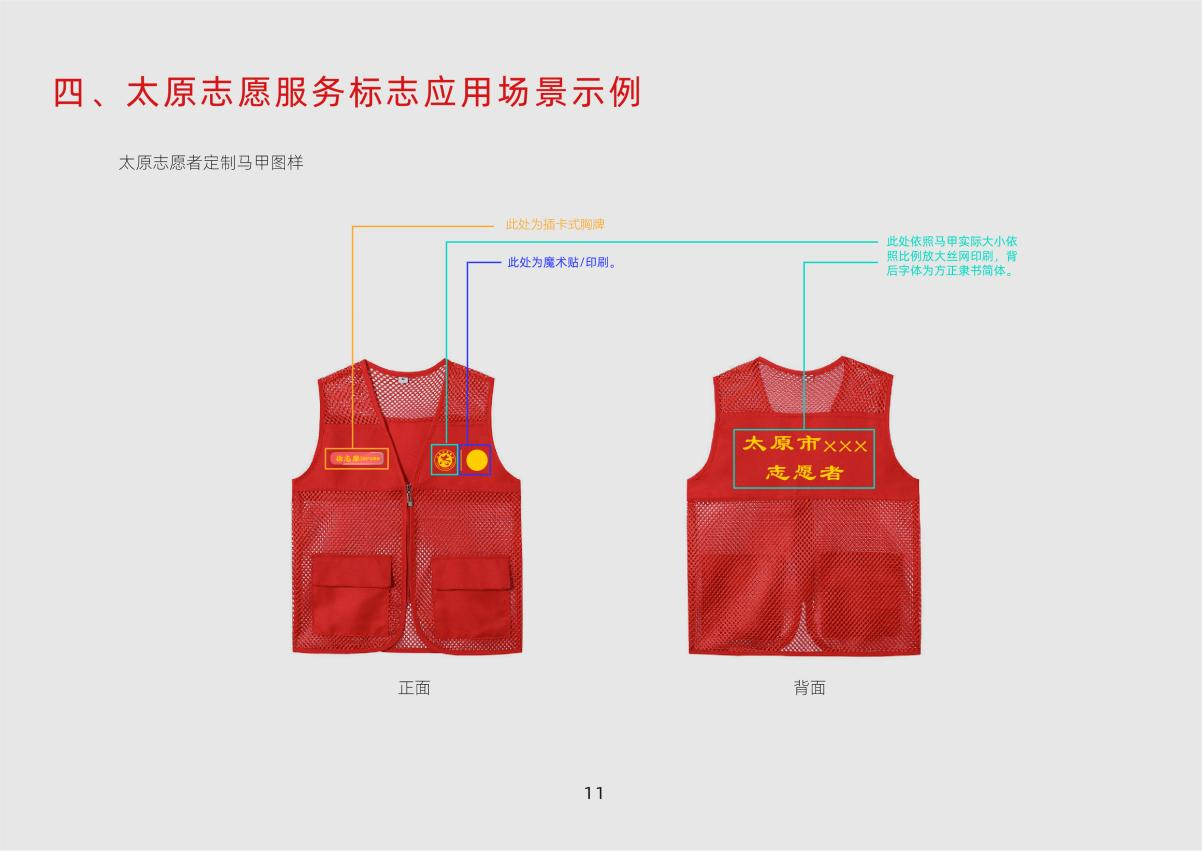 四、太原志愿服务标志应用场景示例
太原志愿者定制马甲图样
此处为插卡式胸牌
此处依照马甲实际大小依
照比例放大丝网印刷，背
后字体为方正隶书简体。
此处为魔术贴/印刷。
太原市×××
志愿者
正面
背面
11